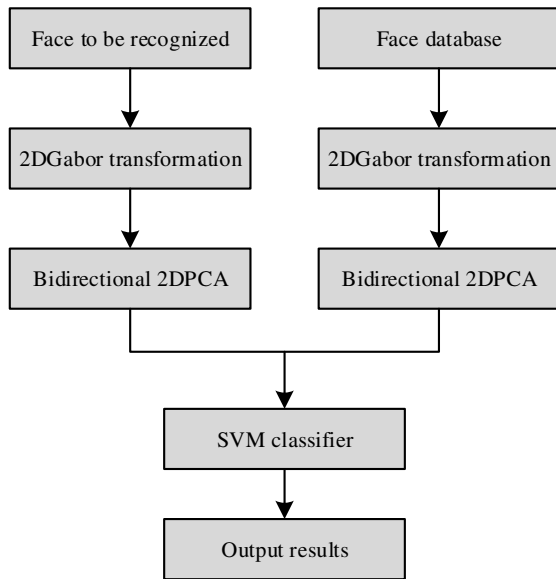 Face to be recognized
Face database
2DGabor transformation
2DGabor transformation
Bidirectional 2DPCA
Bidirectional 2DPCA
SVM classifier
Output results